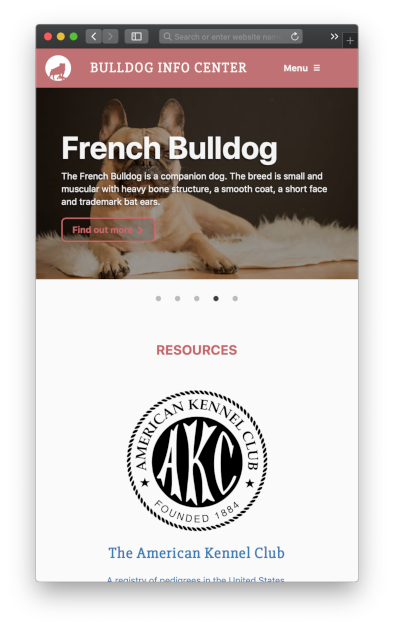 Search or enter website nam
BULLDOG INFO CENTER
Menu
French Bulldog
The French Bulldog is a companion dog. The breed is small and
muscular with heavy bone structure, a smooth coat, a short face
and trademark bat ears.
Find out more
RESOURCES
AMERICAN KENNEL CLUB
AKC
FOUNDED 1884
The American Kennel Club
A registry of pedigrees in the United States